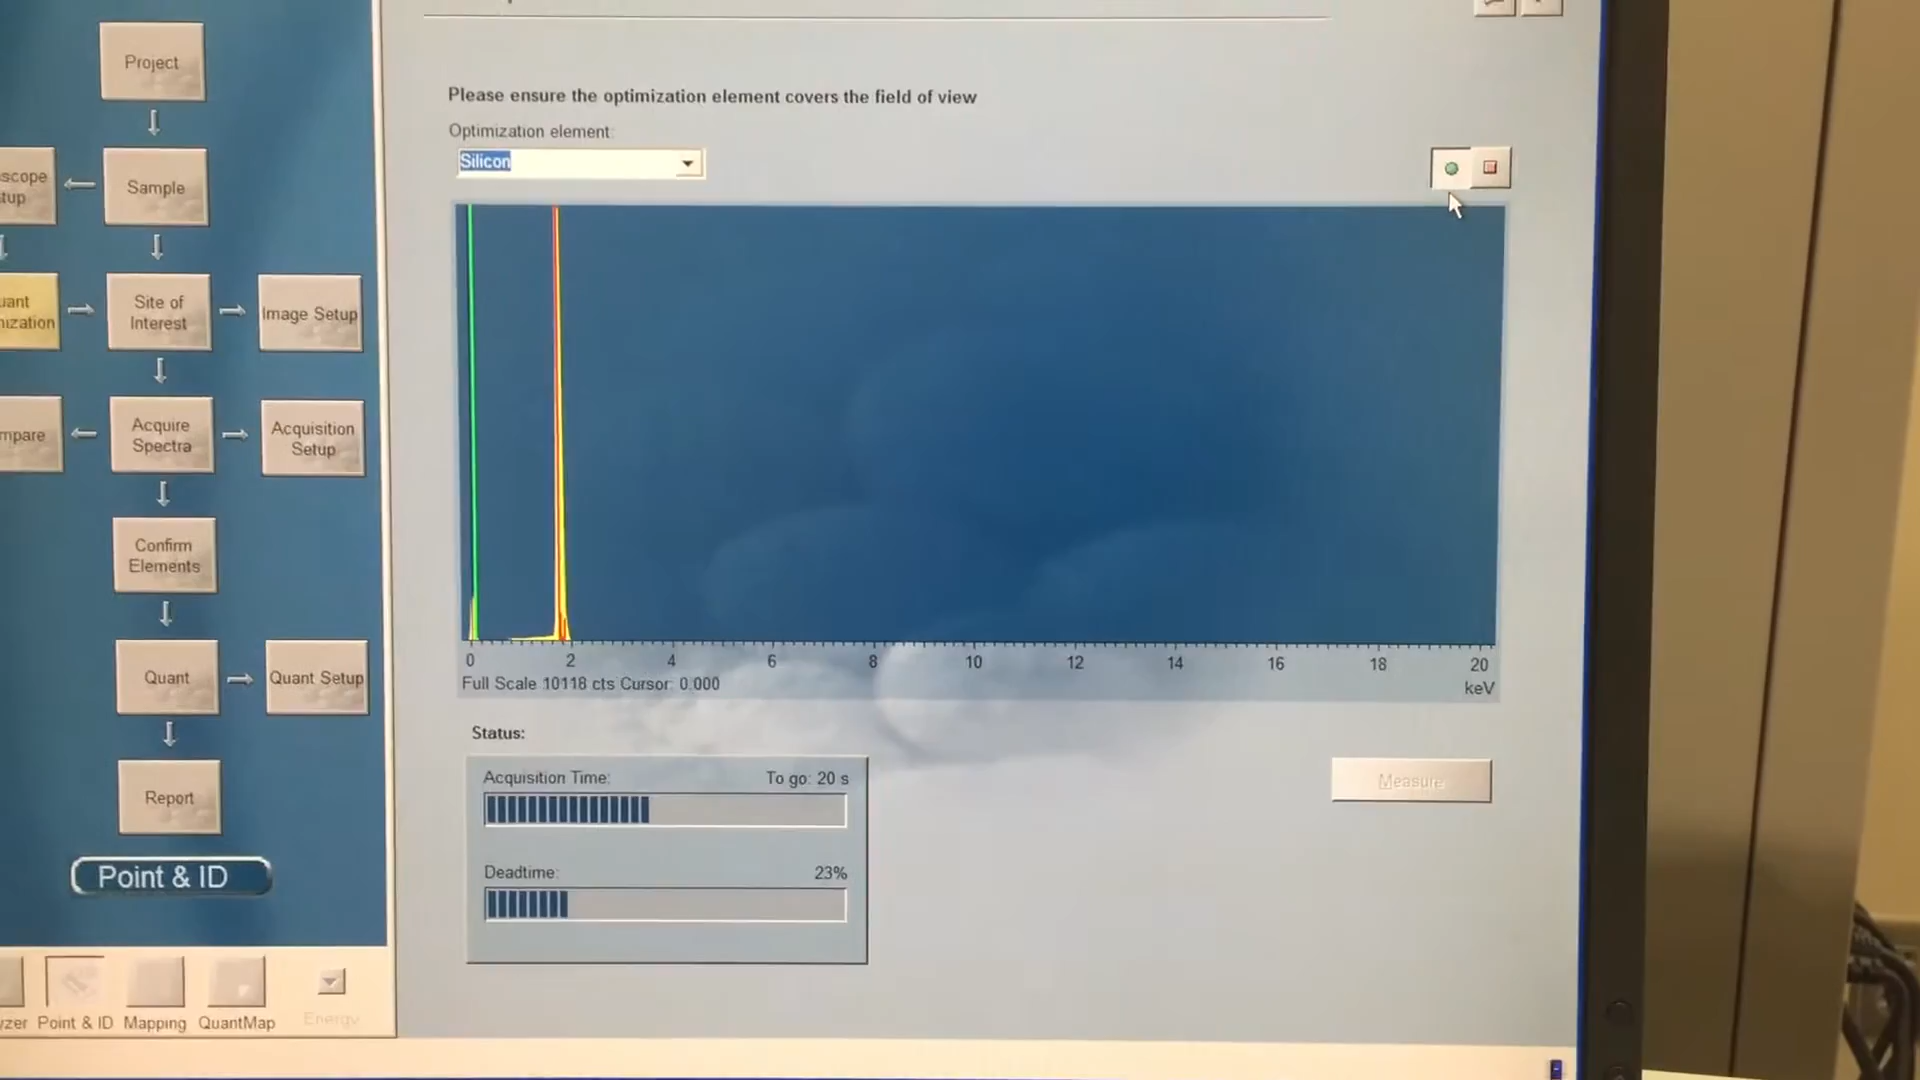 Project
scope
tup
Sample
uant
ization
Site of
Interest
Image Setup
mpare
Acquire
Spectra
Acquisition
Setup
Confirm
Elements
Quant
Quant Setup
Report
Point & ID
yzer
Point & ID
Mapping
QuantMap
Energy
Please ensure the optimization element covers the field of view
Optimization element:
Silicon
0 2 4 6 8 10 12 14 16 18 20
Full Scale 10118 cts Cursor: 0.000
keV
Status:
Acquisition Time: To go: 20 s
Deadtime: 23%
Measure